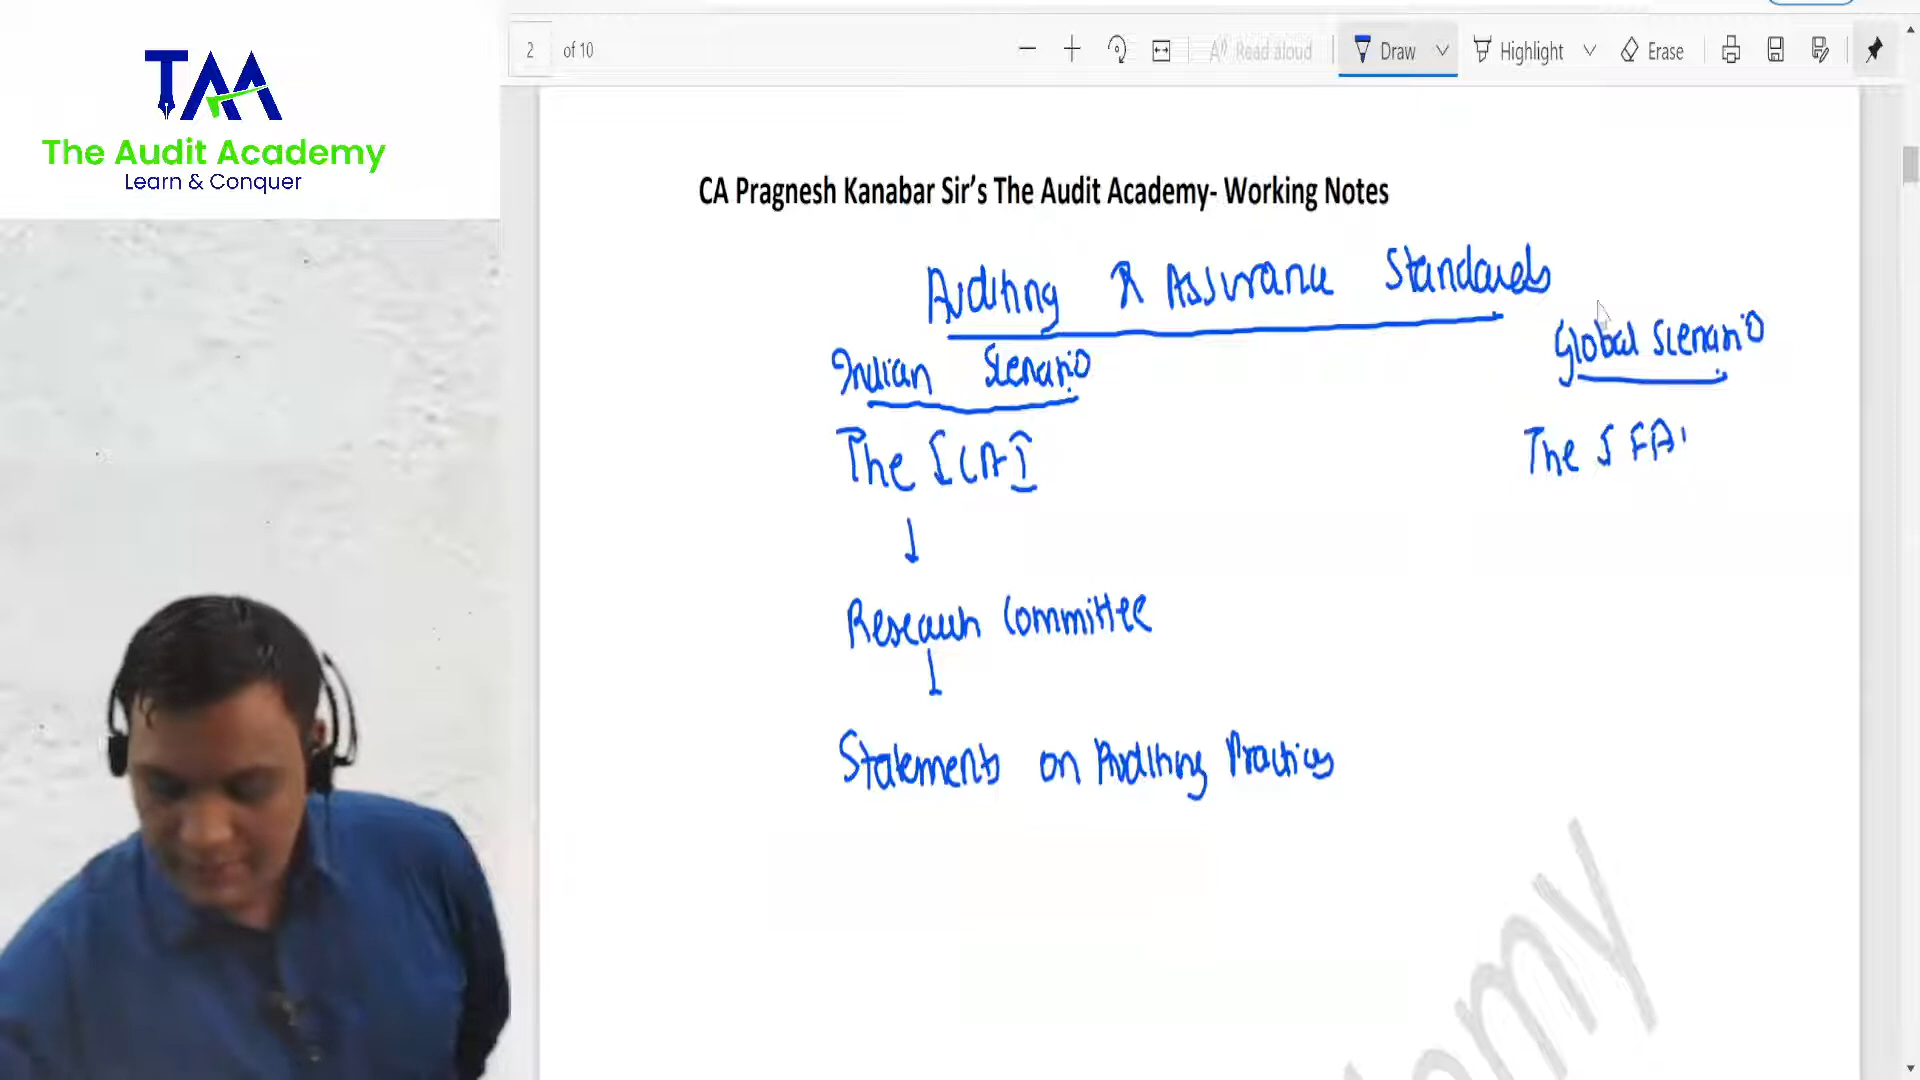 TAA
The Audit Academy
Learn & Conquer
2 of 10
Read aloud
Draw
Highlight
Erase
CA Pragnesh Kanabar Sir's The Audit Academy- Working Notes
Auditing & Assurance Standards
Indian Scenario
Global Scenario
The ICAI
The IFA
Research Committee
Statements on Auditing Practices
demy